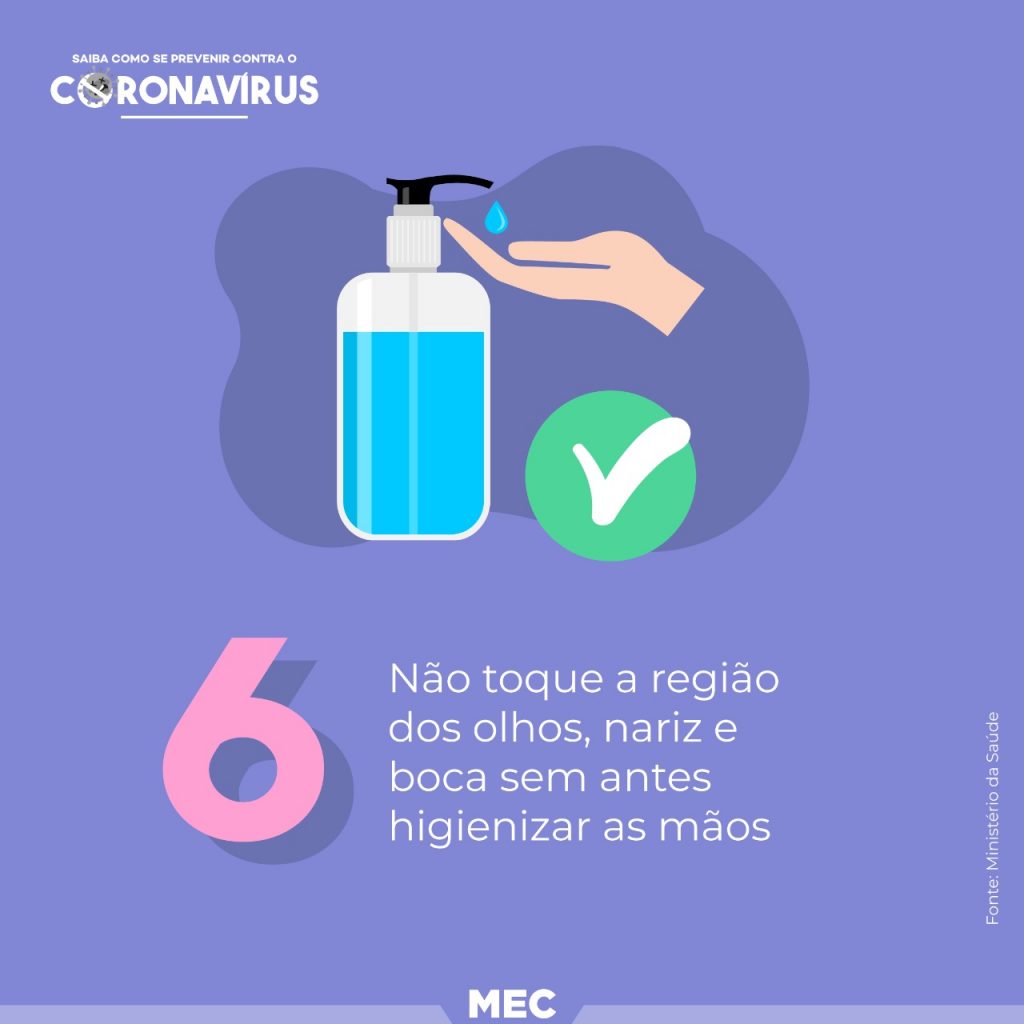 SAIBA COMO SE PREVENIR CONTRA O
CORONAVÍRUS
6
Não toque a região
dos olhos, nariz e
boca sem antes
higienizar as mãos
Fonte: Ministério da Saúde
MEC